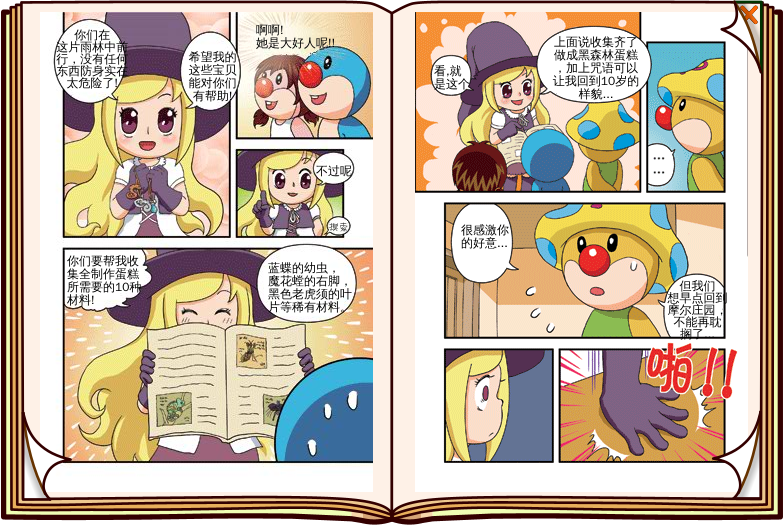 你们在
这片雨林中前
行，没有任何
东西防身实在
太危险了!
希望我的
这些宝贝
能对你们
有帮助!
啊啊!
她是大好人呢!!
不过呢
摸索
你们要帮我收
集全制作蛋糕
所需要的10种
材料!
蓝蝶的幼虫，
魔花螳的右脚，
黑色老虎须的叶
片等稀有材料。
看,就
是这个
上面说收集齐了
做成黑森林蛋糕
，加上咒语可以
让我回到10岁的
样貌…
……
很感激你
的好意…
但我们
想早点回到
摩尔庄园，
不能再耽
搁了…
啪!!